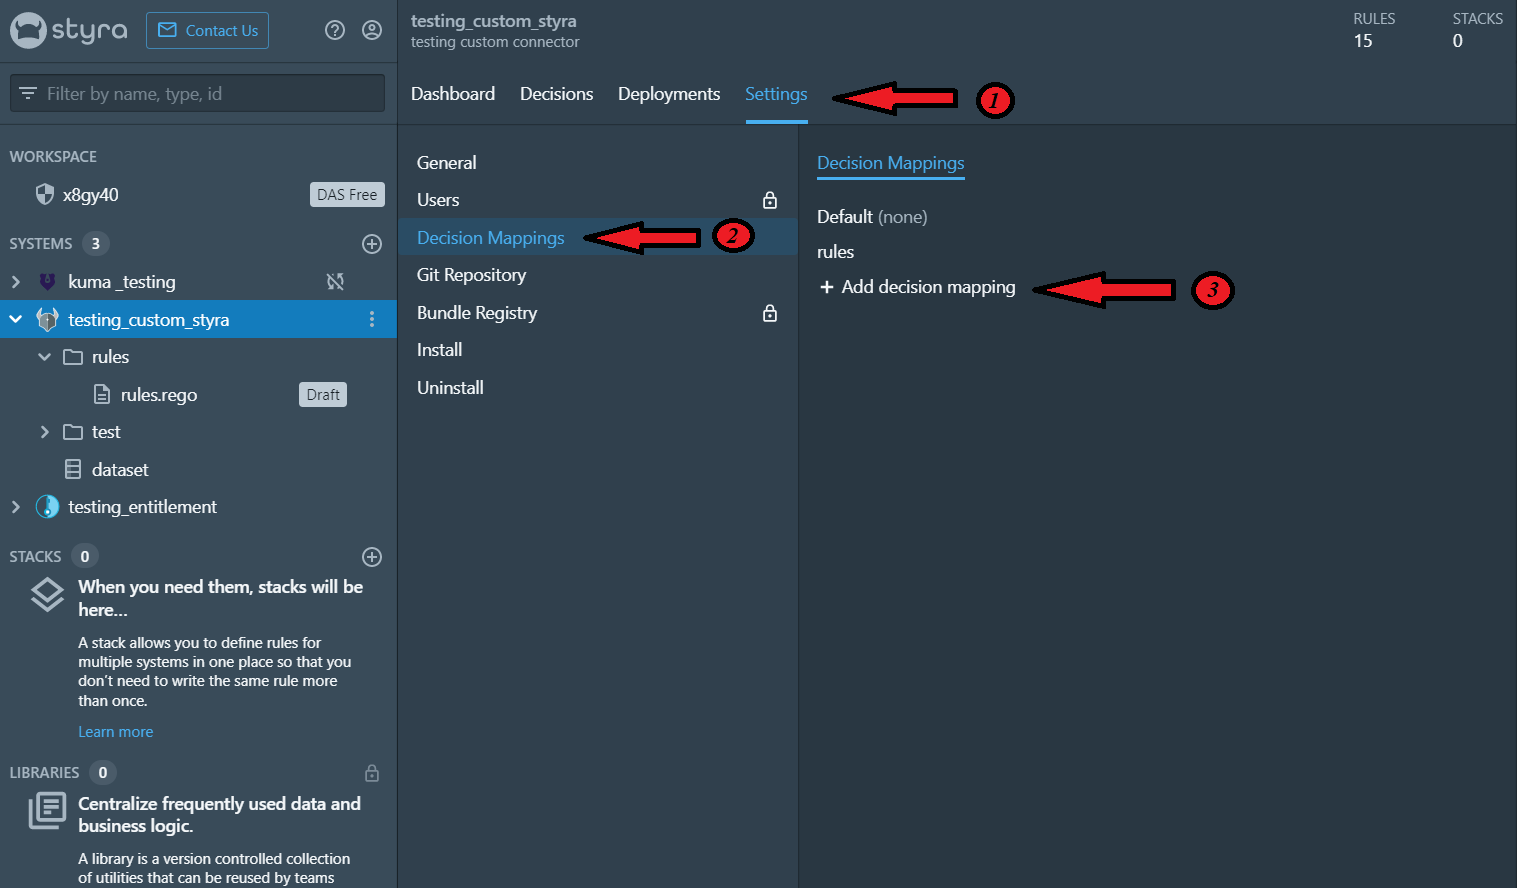 styra
Contact Us
Filter by name, type, id
WORKSPACE
x8gy40
DAS Free
SYSTEMS 3
kuma _testing
testing_custom_styra
rules
rules.rego
Draft
test
dataset
testing_entitlement
STACKS 0
When you need them, stacks will be
here...
A stack allows you to define rules for
multiple systems in one place so that you
don't need to write the same rule more
than once.
Learn more
LIBRARIES 0
Centralize frequently used data and
business logic.
A library is a version controlled collection
of utilities that can be reused by teams
testing_custom_styra
testing custom connector
RULES
15
STACKS
0
Dashboard
Decisions
Deployments
Settings
1
General
Users
Decision Mappings
2
Git Repository
Bundle Registry
Install
Uninstall
Decision Mappings
Default (none)
rules
+ Add decision mapping
3